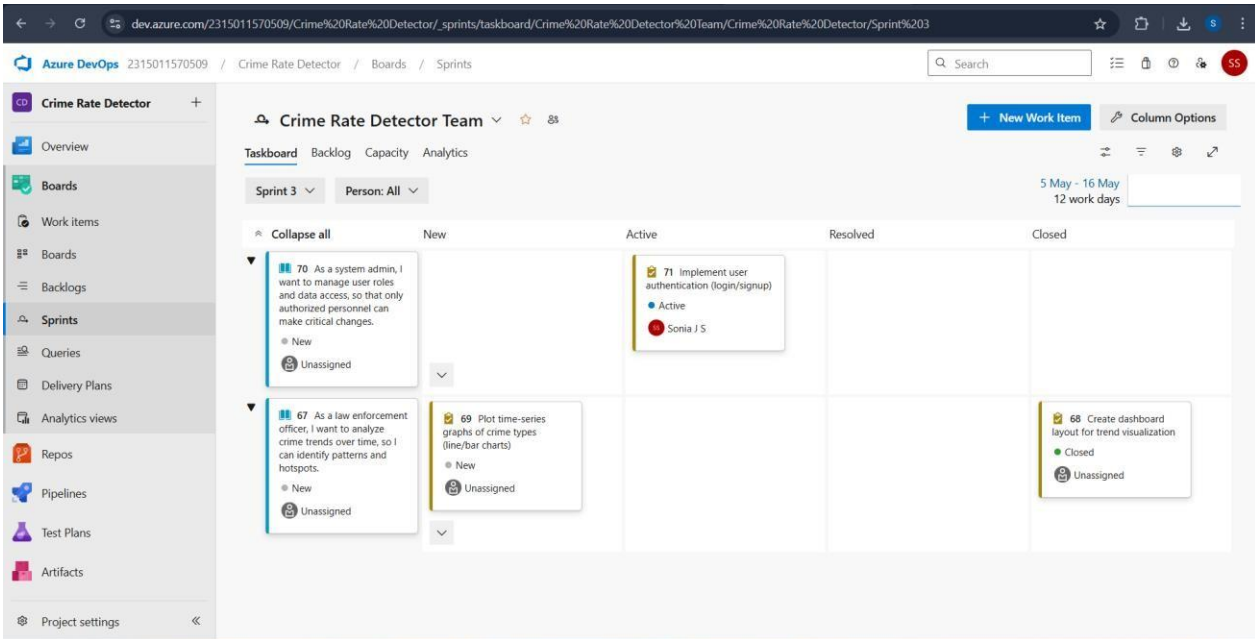 dev.azure.com/2315011570509/Crime%20Rate%20Detector/_sprints/taskboard/Crime%20Rate%20Detector%20Team/Crime%20Rate%20Detector/Sprint%203
S
Azure DevOps 2315011570509 / Crime Rate Detector / Boards / Sprints
Search
SS
CD Crime Rate Detector +
Overview
Boards
Work items
Boards
Backlogs
Sprints
Queries
Delivery Plans
Analytics views
Repos
Pipelines
Test Plans
Artifacts
Project settings
Crime Rate Detector Team
+ New Work Item
Column Options
Taskboard Backlog Capacity Analytics
Sprint 3
Person: All
5 May - 16 May
12 work days
Collapse all New Active Resolved Closed
70 As a system admin, I
want to manage user roles
and data access, so that only
authorized personnel can
make critical changes.
New
Unassigned
71 Implement user
authentication (login/signup)
Active
SS Sonia J S
67 As a law enforcement
officer, I want to analyze
crime trends over time, so I
can identify patterns and
hotspots.
New
Unassigned
69 Plot time-series
graphs of crime types
(line/bar charts)
New
Unassigned
68 Create dashboard
layout for trend visualization
Closed
Unassigned